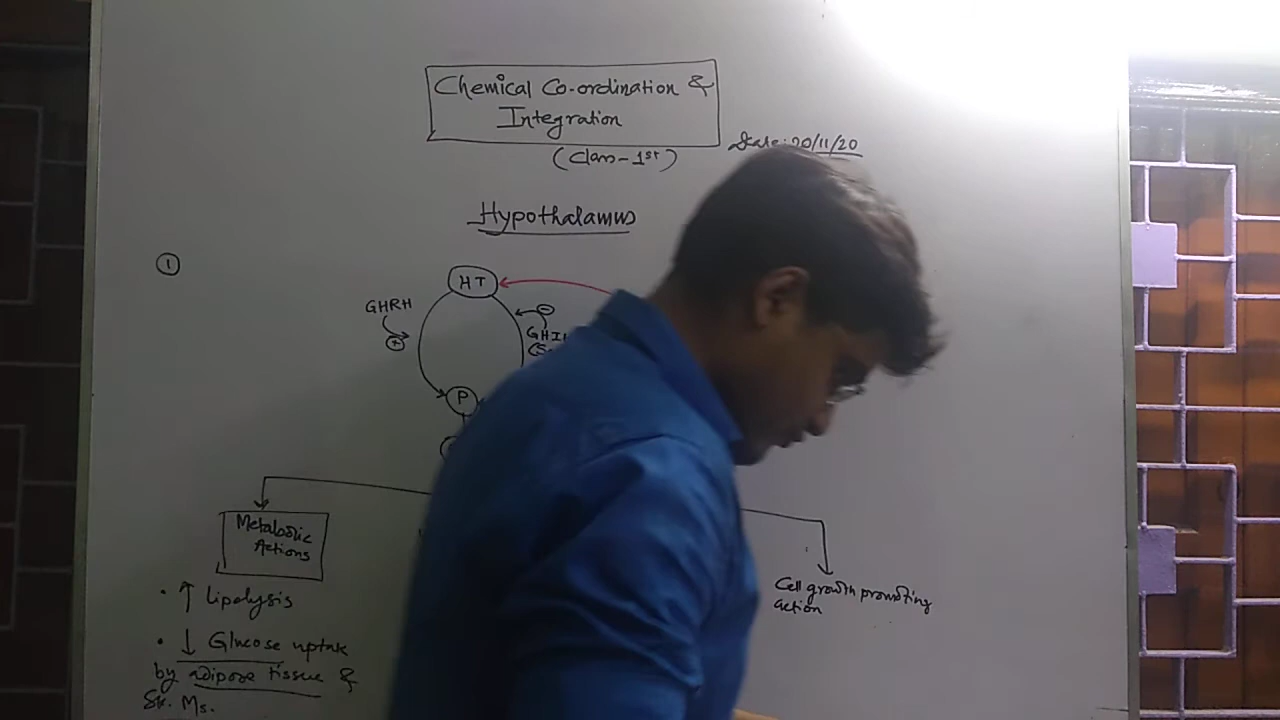 Chemical Co-ordination &
Integration
(Class-1st)
Date: 20/11/20
Hypothalamus
1
HT
GHRH
+
-
P
Metabolic
Actions
• ↑ Lipolysis
• ↓ Glucose uptak
by adipose tissue &
Sk. Ms.
Cell growth promoting
action